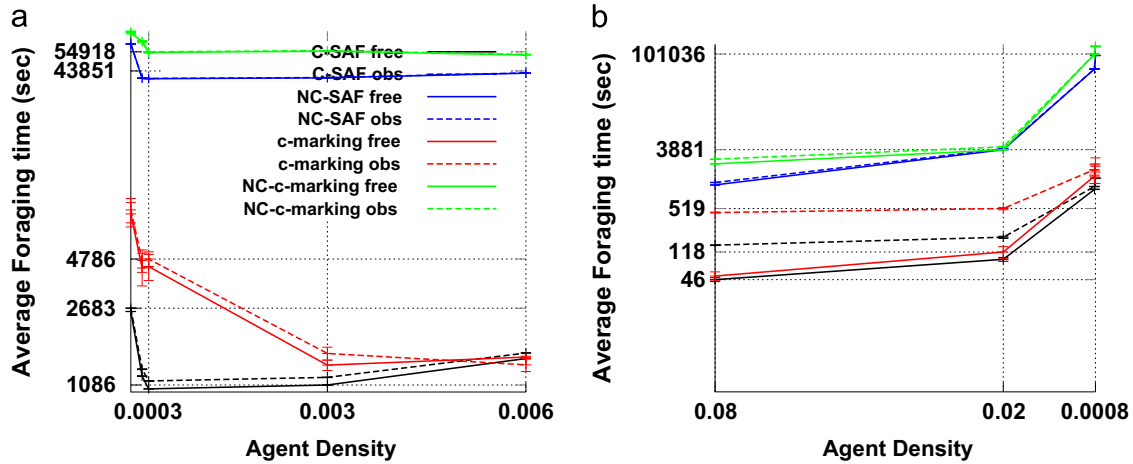 a
Average Foraging time (sec)
54918
43851
4786
2683
1086
C-SAF free
C-SAF obs
NC-SAF free
NC-SAF obs
c-marking free
c-marking obs
NC-c-marking free
NC-c-marking obs
0.0003
0.003
0.006
Agent Density
b
Average Foraging time (sec)
101036
3881
519
118
46
0.08
0.02
0.0008
Agent Density